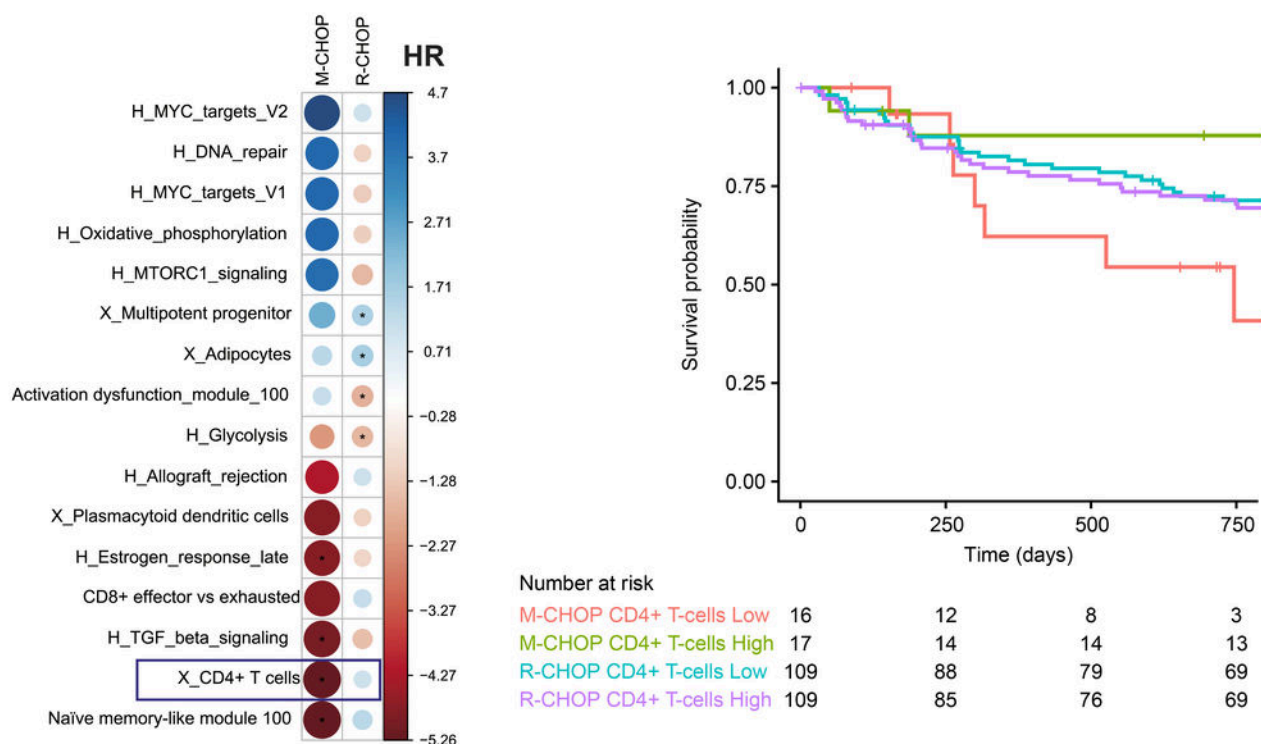 M-CHOP
R-CHOP
HR
H_MYC_targets_V2
H_DNA_repair
H_MYC_targets_V1
H_Oxidative_phosphorylation
H_MTORC1_signaling
X_Multipotent progenitor
X_Adipocytes
Activation dysfunction_module_100
H_Glycolysis
H_Allograft_rejection
X_Plasmacytoid dendritic cells
H_Estrogen_response_late
CD8+ effector vs exhausted
H_TGF_beta_signaling
X_CD4+ T cells
Naïve memory-like module 100
4.7
3.7
2.71
1.71
0.71
−0.28
−1.28
−2.27
−3.27
−4.27
−5.26
Survival probability
1.00
0.75
0.50
0.25
0.00
0 250 500 750
Time (days)
Number at risk
M-CHOP CD4+ T-cells Low 16 12 8 3
M-CHOP CD4+ T-cells High 17 14 14 13
R-CHOP CD4+ T-cells Low 109 88 79 69
R-CHOP CD4+ T-cells High 109 85 76 69